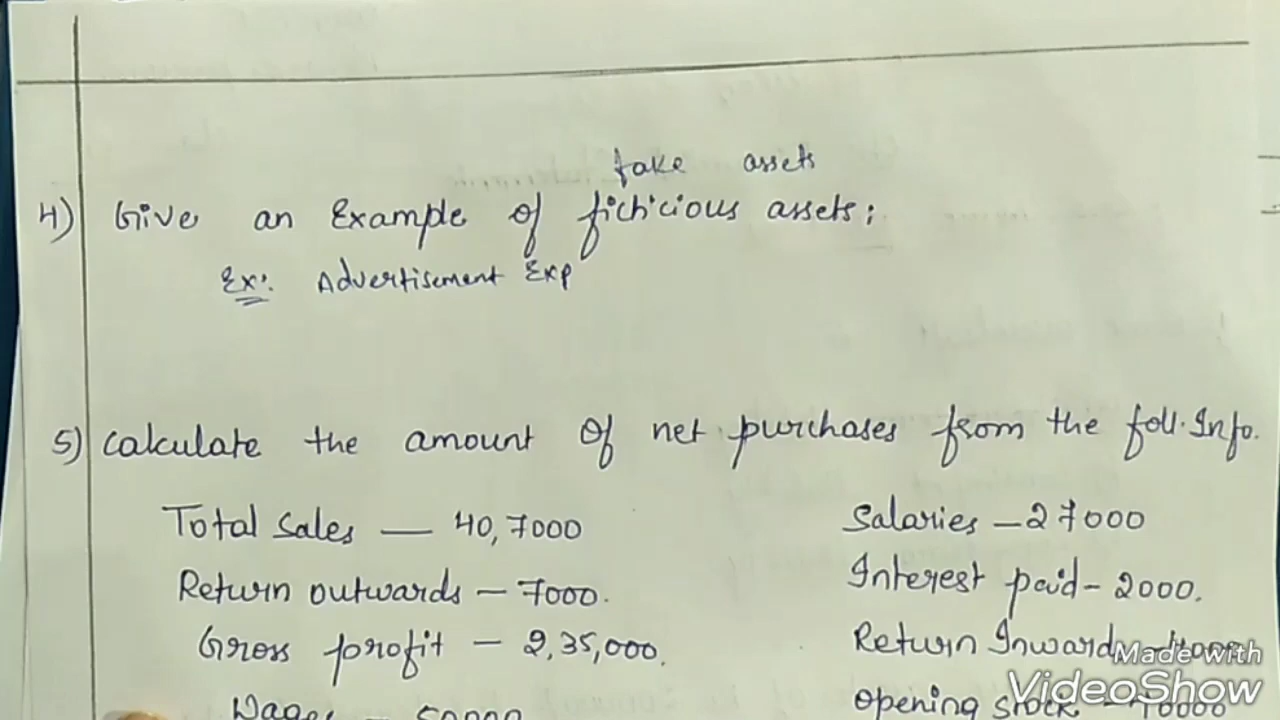 fake assets
4) Give an Example of ficticious assets:
Ex: Advertisement Exp
5) Calculate the amount of net purchases from the foll. Info.
Total Sales — 40,7000
Salaries — 27000
Return outwards — 7000.
Interest paid - 2000.
Gross profit — 2,35,000.
Return Inward
Made with
VideoShow
Opening stock